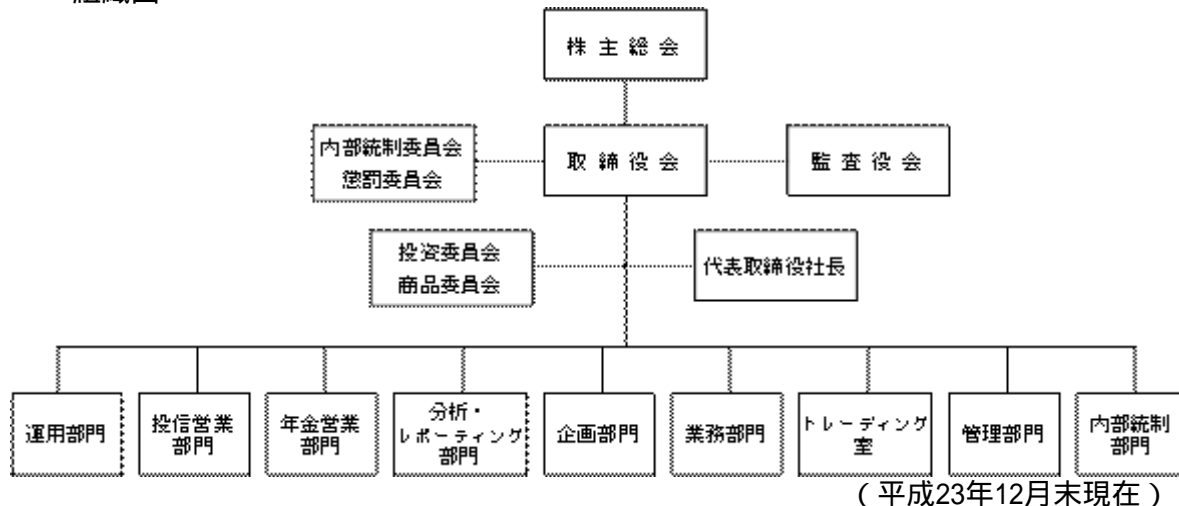 株主総会
内部統制委員会
懲罰委員会
取締役会
監査役会
投資委員会
商品委員会
代表取締役社長
運用部門
投信営業
部門
年金営業
部門
分析・
レポーティング
部門
企画部門
業務部門
トレーディング
室
管理部門
内部統制
部門
（平成23年12月末現在）